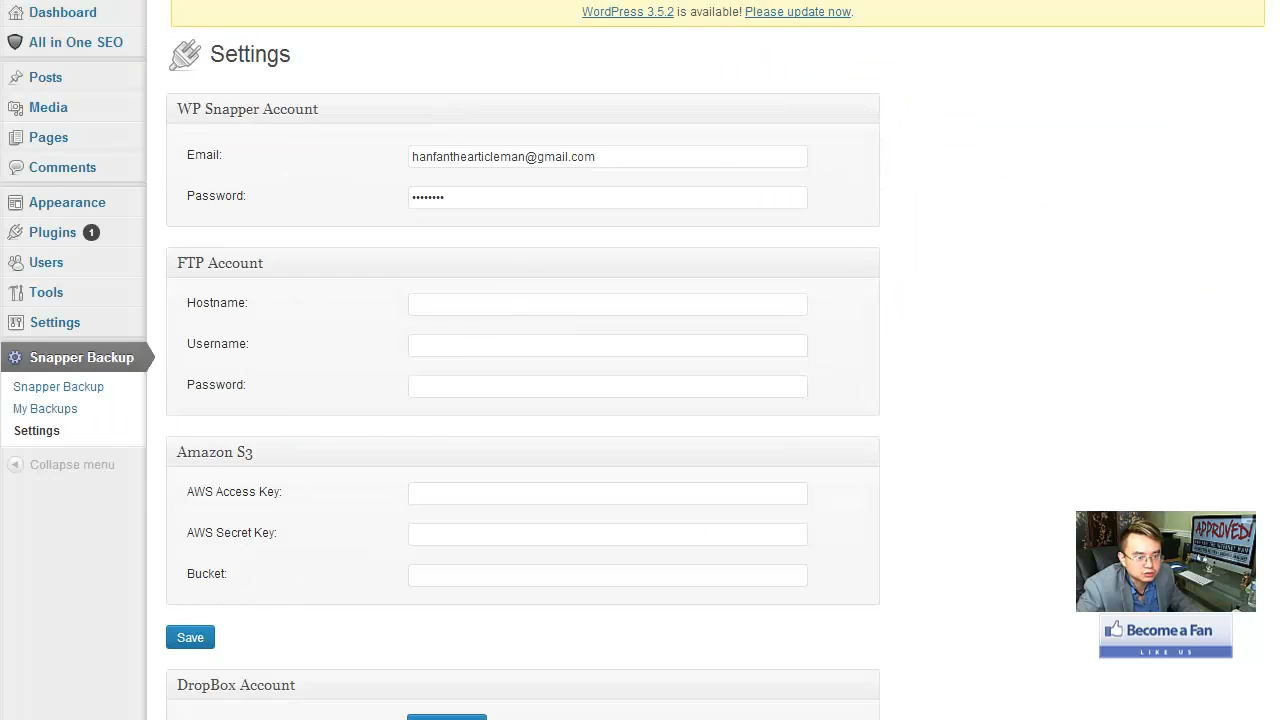 Dashboard
WordPress 3.5.2 is available! Please update now.
All in One SEO
Settings
Posts
Media
Pages
Comments
Appearance
Plugins 1
Users
Tools
Settings
Snapper Backup
Snapper Backup
My Backups
Settings
Collapse menu
WP Snapper Account
Email: hanfanthearticleman@gmail.com
Password: ••••••••
FTP Account
Hostname:
Username:
Password:
Amazon S3
AWS Access Key:
AWS Secret Key:
Bucket:
Save
DropBox Account
APPROVED!
Become a Fan
LIKE US